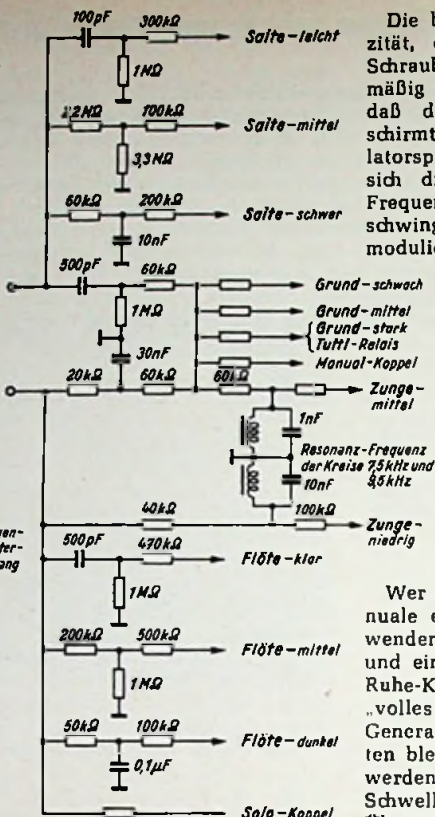 100pF
300kΩ
Saite-leicht
1MΩ
2,2MΩ
100kΩ
Saite-mittel
3,3MΩ
60kΩ
200kΩ
Saite-schwer
10nF
500pF
60kΩ
Grund-schwach
1MΩ
Grund-mittel
Grund-stark
Tutti-Relais
30nF
Manual-Koppel
20kΩ
60kΩ
60kΩ
Zunge-
mittel
1nF
Resonanz-Frequenz
der Kreise 7,5kHz und
9,5kHz
10nF
40kΩ
100kΩ
Zunge-
niedrig
500pF
470kΩ
Flöte-klar
1MΩ
200kΩ
500kΩ
Flöte-mittel
1MΩ
50kΩ
100kΩ
Flöte-dunkel
0,1µF
Solo-Koppel
Die
zität,
Schraub
mäßig
daß d
schirmt
latorsp
sich di
Frequen
schwing
moduli
Wer
nuale e
wender
und ein
Ruhe-K
„volles
Genera
ten ble
werden
Schwell